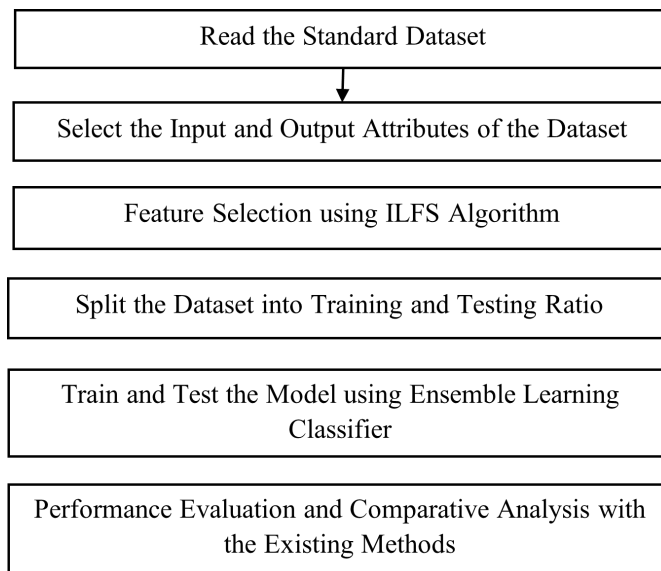 Read the Standard Dataset
Select the Input and Output Attributes of the Dataset
Feature Selection using ILFS Algorithm
Split the Dataset into Training and Testing Ratio
Train and Test the Model using Ensemble Learning
Classifier
Performance Evaluation and Comparative Analysis with
the Existing Methods